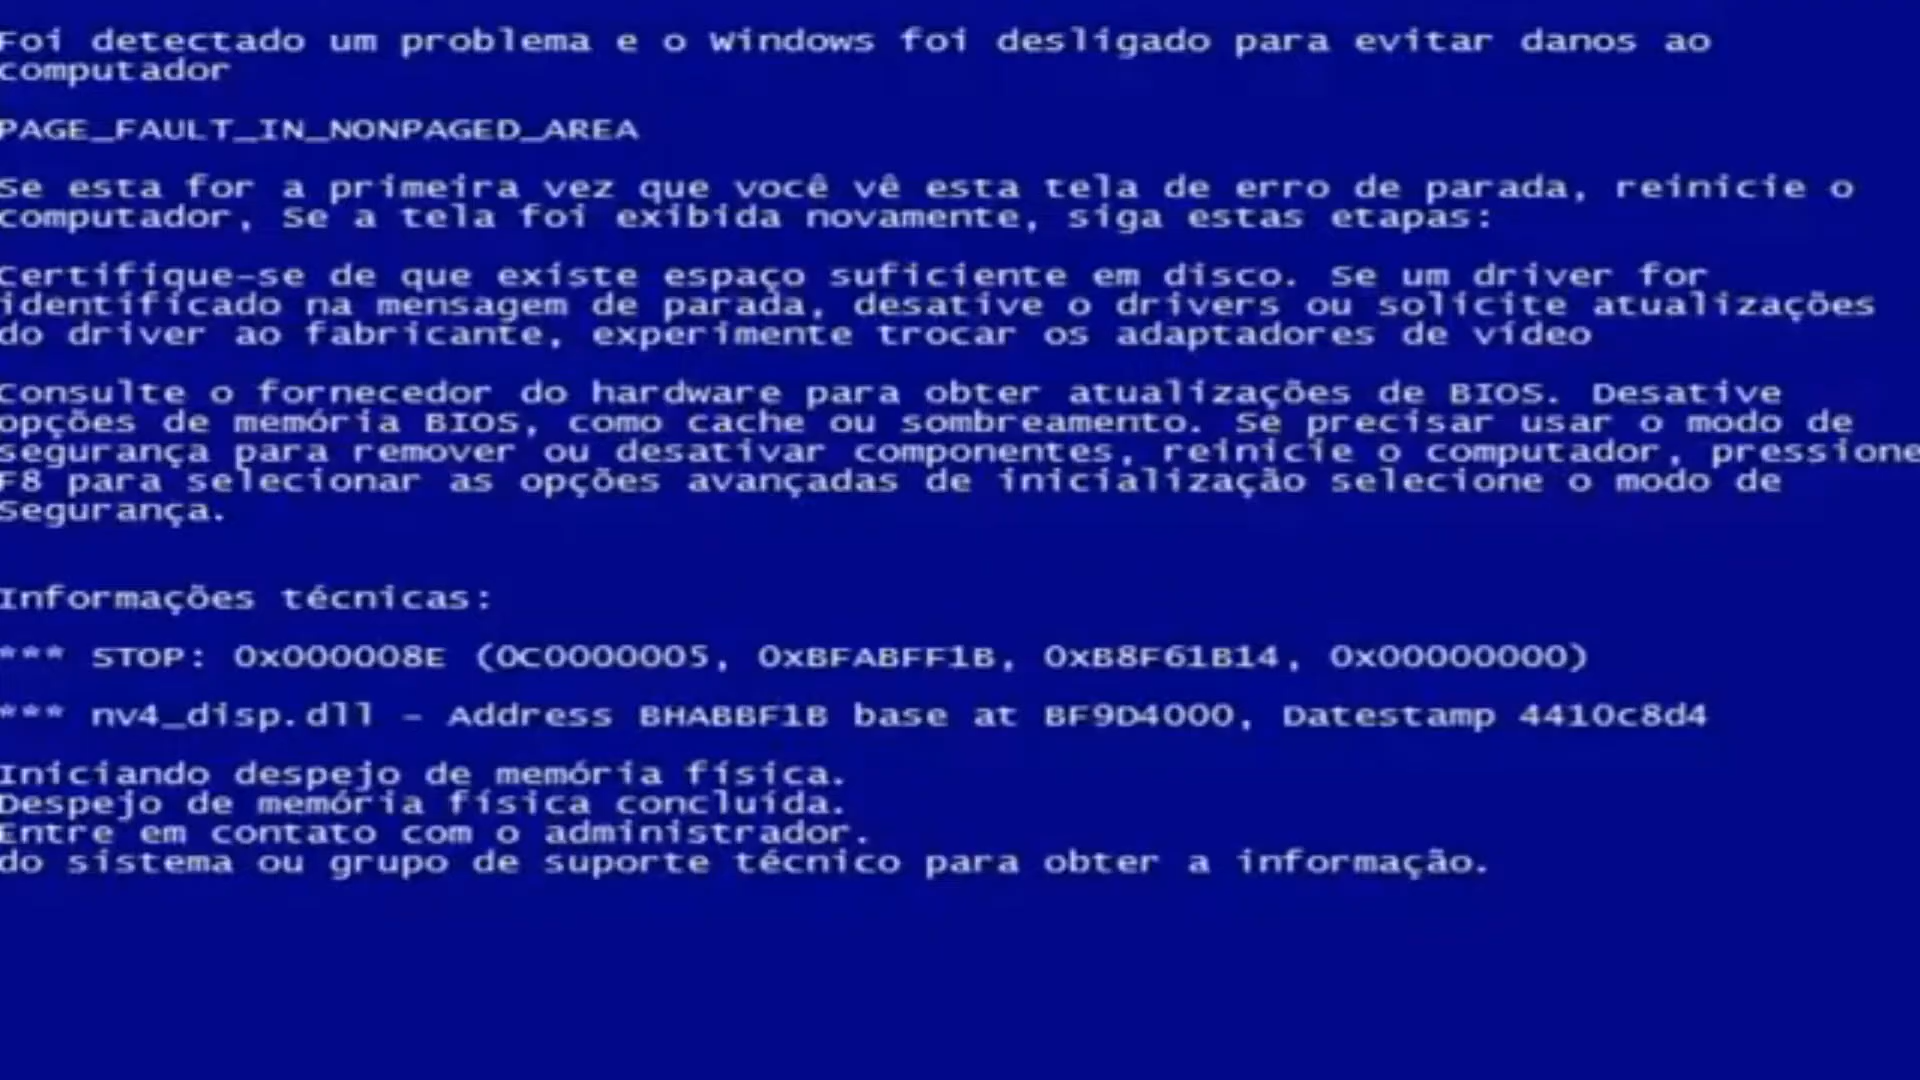 Foi detectado um problema e o Windows foi desligado para evitar danos ao
computador
PAGE_FAULT_IN_NONPAGED_AREA
Se esta for a primeira vez que você vê esta tela de erro de parada, reinicie o
computador, Se a tela foi exibida novamente, siga estas etapas:
Certifique-se de que existe espaço suficiente em disco. Se um driver for
identificado na mensagem de parada, desative o drivers ou solicite atualizações
do driver ao fabricante, experimente trocar os adaptadores de vídeo
Consulte o fornecedor do hardware para obter atualizações de BIOS. Desative
opções de memória BIOS, como cache ou sombreamento. Se precisar usar o modo de
segurança para remover ou desativar componentes, reinicie o computador, pressione
F8 para selecionar as opções avançadas de inicialização selecione o modo de
Segurança.
Informações técnicas:
*** STOP: 0x000008E (0C0000005, 0xBFABFF1B, 0xB8F61B14, 0x00000000)
*** nv4_disp.dll - Address BHABBF1B base at BF9D4000, Datestamp 4410c8d4
Iniciando despejo de memória física.
Despejo de memória física concluída.
Entre em contato com o administrador.
do sistema ou grupo de suporte técnico para obter a informação.